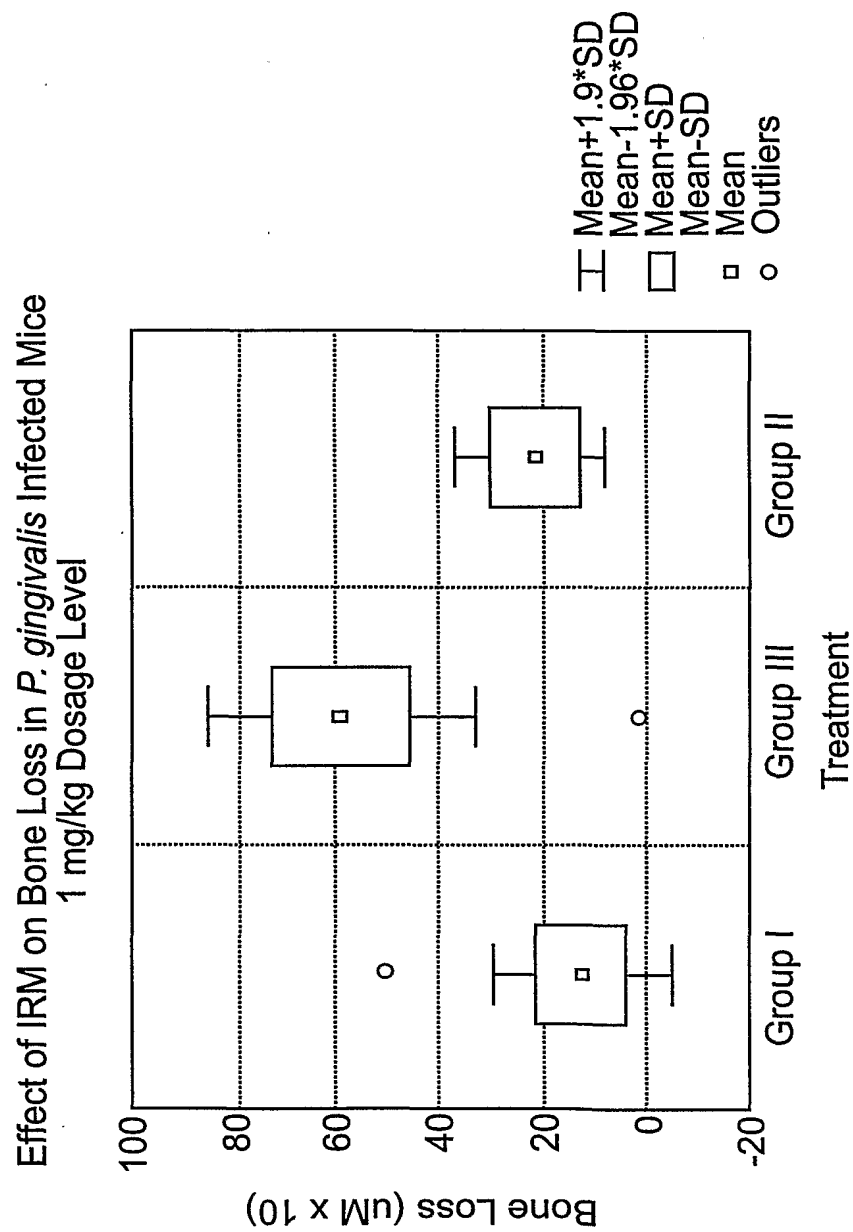 Effect of IRM on Bone Loss in P. gingivalis Infected Mice
1 mg/kg Dosage Level
Bone Loss (uM x 10)
100
80
60
40
20
0
-20
Group I
Group III
Group II
Treatment
Mean+1.9*SD
Mean-1.96*SD
Mean+SD
Mean-SD
Mean
Outliers